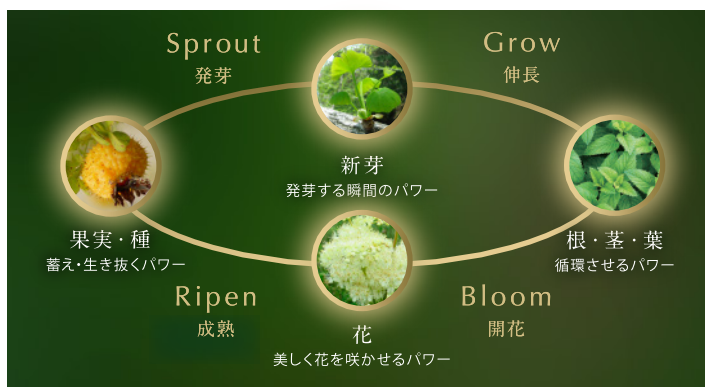 Sprout
発芽
Grow
伸長
新芽
発芽する瞬間のパワー
果実・種
蓄え・生き抜くパワー
根・茎・葉
循環させるパワー
Ripen
成熟
Bloom
開花
花
美しく花を咲かせるパワー